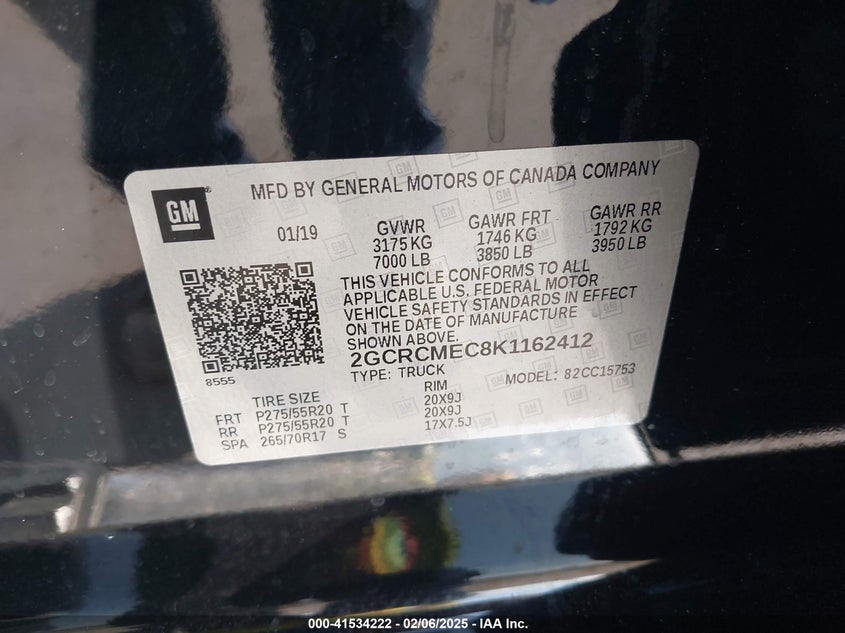 GM
MFD BY GENERAL MOTORS OF CANADA COMPANY
01/19
GVWR GAWR FRT GAWR RR
3175 KG 1746 KG 1792 KG
7000 LB 3850 LB 3950 LB
THIS VEHICLE CONFORMS TO ALL
APPLICABLE U.S. FEDERAL MOTOR
VEHICLE SAFETY STANDARDS IN EFFECT
ON THE DATE OF MANUFACTURE
SHOWN ABOVE.
2GCRCMEC8K1162412
8555
TYPE: TRUCK MODEL: 82CC15753
TIRE SIZE RIM
FRT P275/55R20 T 20X9J
RR P275/55R20 T 20X9J
SPA 265/70R17 S 17X7.5J
000-41534222 - 02/06/2025 - IAA Inc.